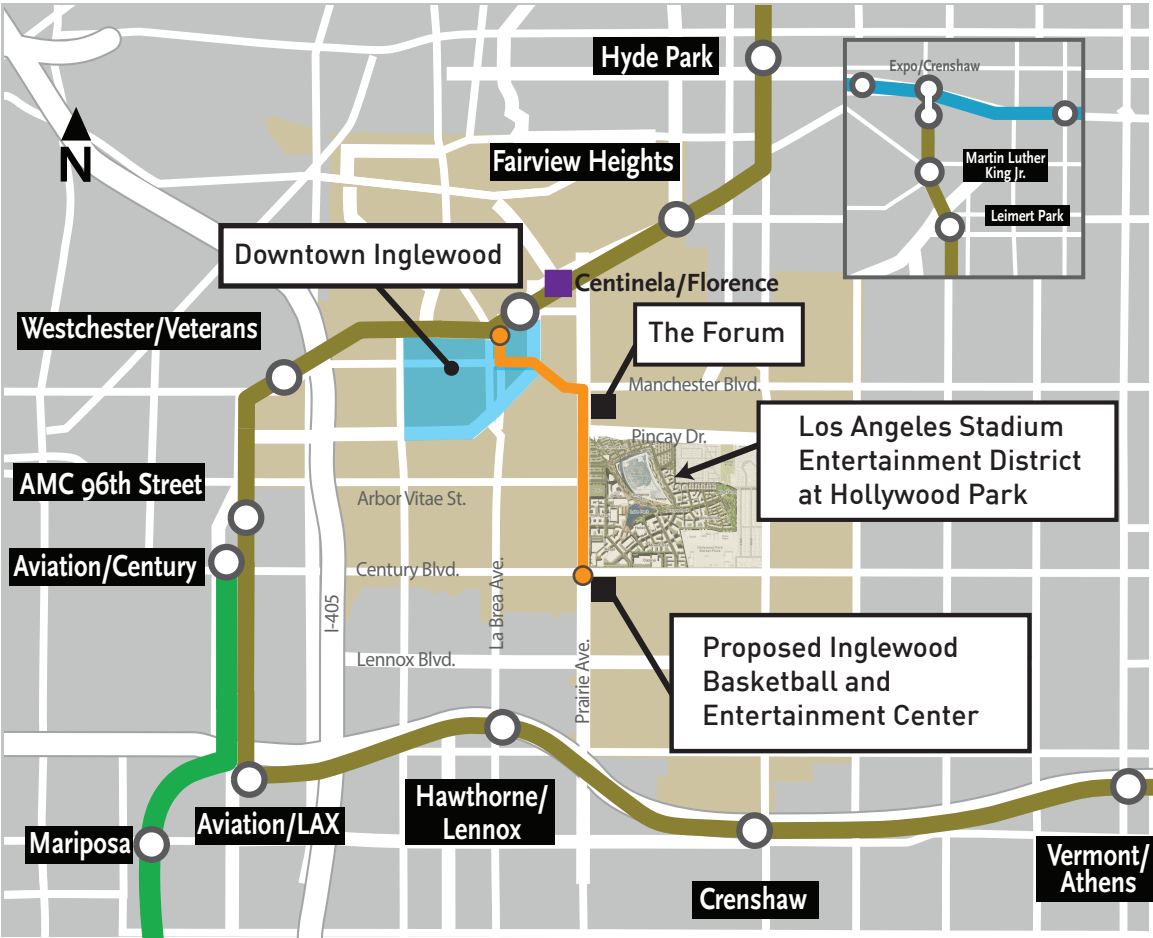 Hyde Park
Expo/Crenshaw
Martin Luther
King Jr.
Leimert Park
N
Fairview Heights
Downtown Inglewood
Centinela/Florence
Westchester/Veterans
The Forum
Manchester Blvd.
Pincay Dr.
Los Angeles Stadium
Entertainment District
at Hollywood Park
AMC 96th Street
Arbor Vitae St.
Aviation/Century
Century Blvd.
I-405
La Brea Ave.
Prairie Ave.
Lennox Blvd.
Proposed Inglewood
Basketball and
Entertainment Center
Hawthorne/
Lennox
Aviation/LAX
Mariposa
Crenshaw
Vermont/
Athens